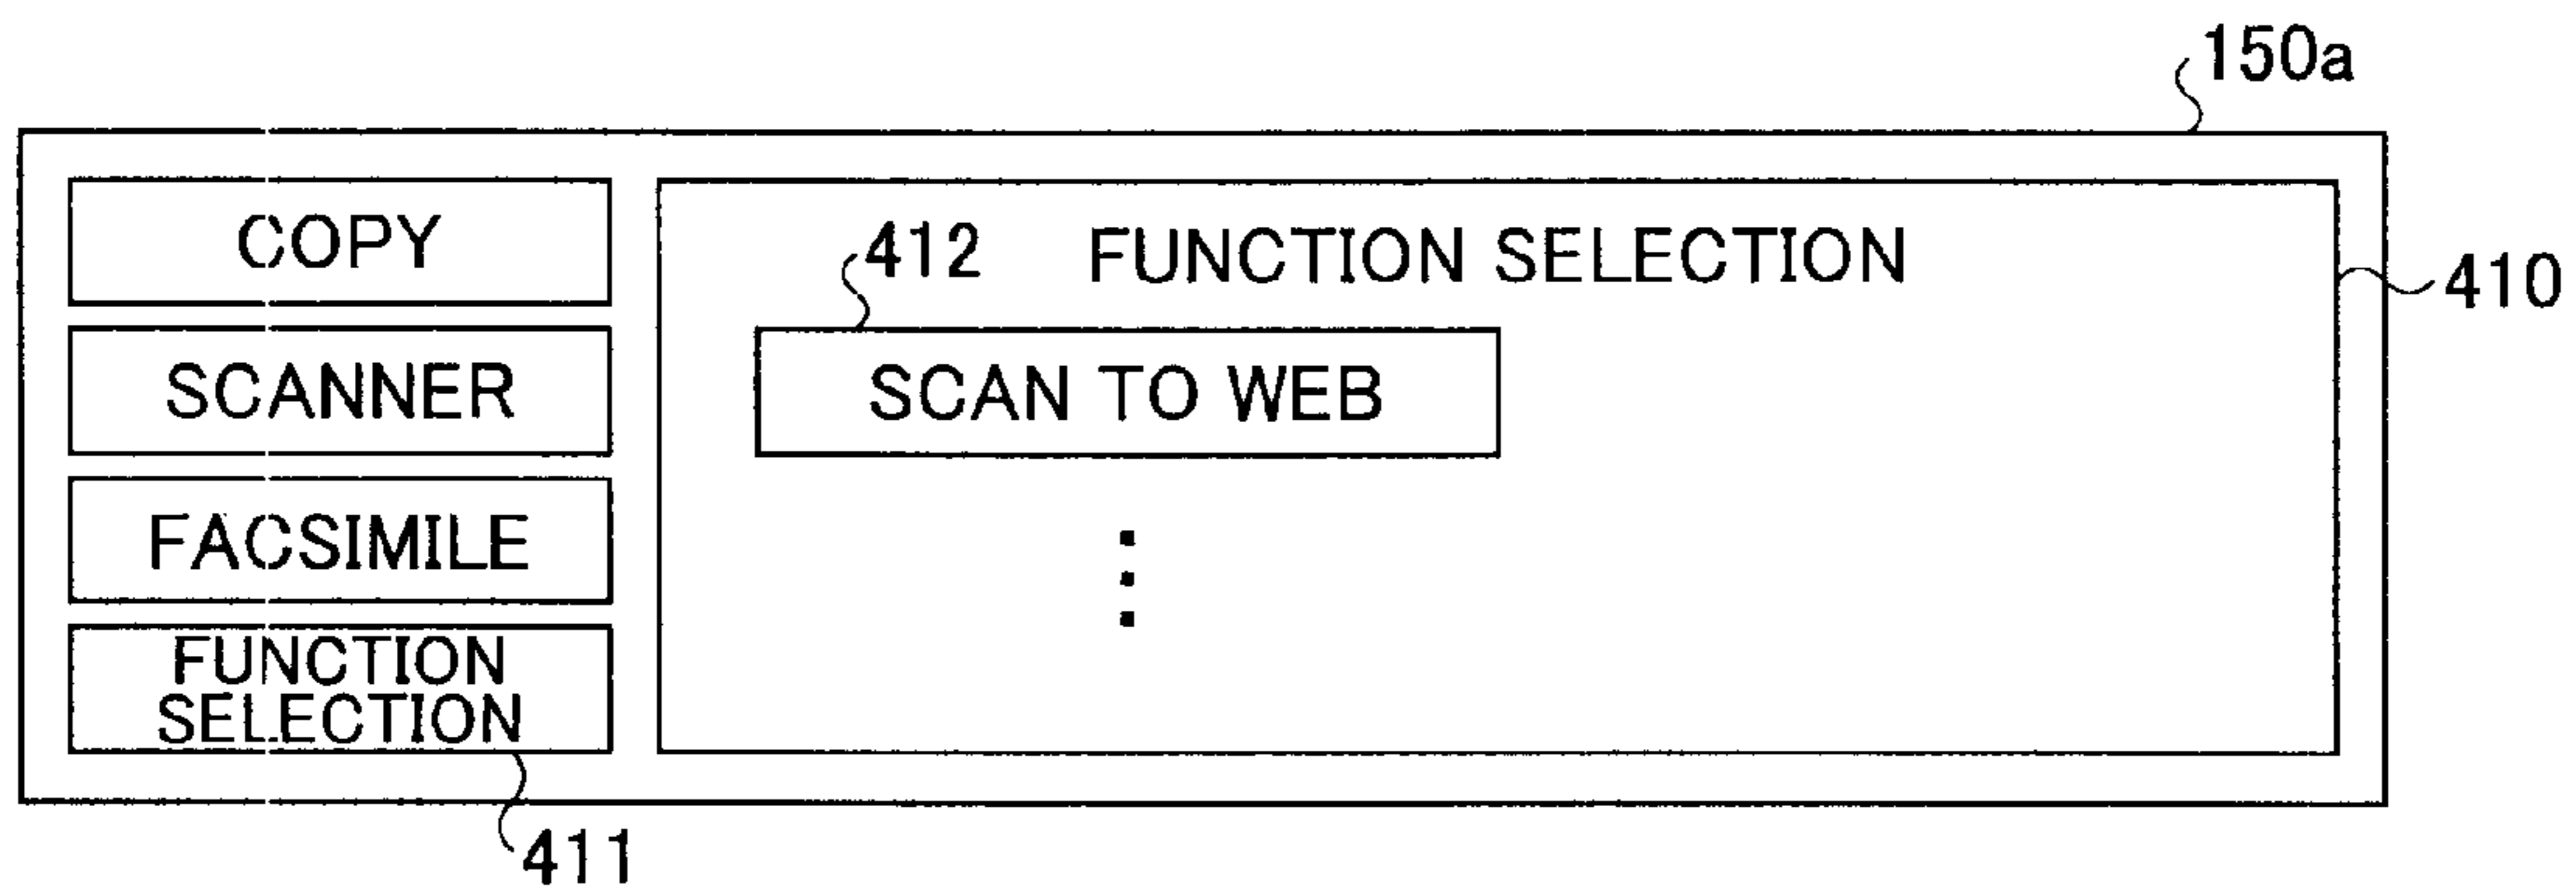 150a
COPY
SCANNER
FACSIMILE
FUNCTION
SELECTION
411
412
FUNCTION SELECTION
410
SCAN TO WEB